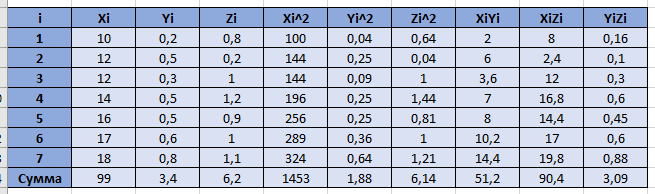 i Xi Yi Zi Xi^2 Yi^2 Zi^2 XiYi XiZi YiZi
1 10 0,2 0,8 100 0,04 0,64 2 8 0,16
2 12 0,5 0,2 144 0,25 0,04 6 2,4 0,1
3 12 0,3 1 144 0,09 1 3,6 12 0,3
4 14 0,5 1,2 196 0,25 1,44 7 16,8 0,6
5 16 0,5 0,9 256 0,25 0,81 8 14,4 0,45
6 17 0,6 1 289 0,36 1 10,2 17 0,6
7 18 0,8 1,1 324 0,64 1,21 14,4 19,8 0,88
Сумма 99 3,4 6,2 1453 1,88 6,14 51,2 90,4 3,09